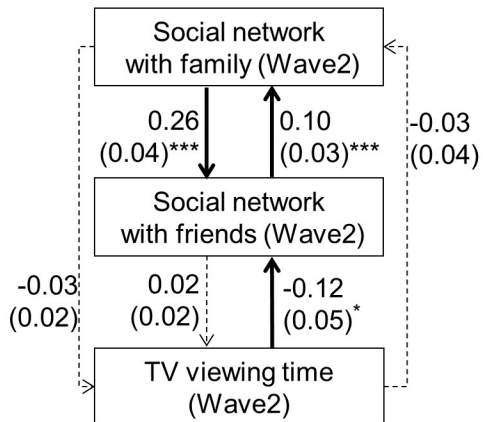 Social network
with family (Wave2)
0.26
(0.04)***
0.10
(0.03)***
-0.03
(0.04)
Social network
with friends (Wave2)
-0.03
(0.02)
0.02
(0.02)
-0.12
(0.05)*
TV viewing time
(Wave2)